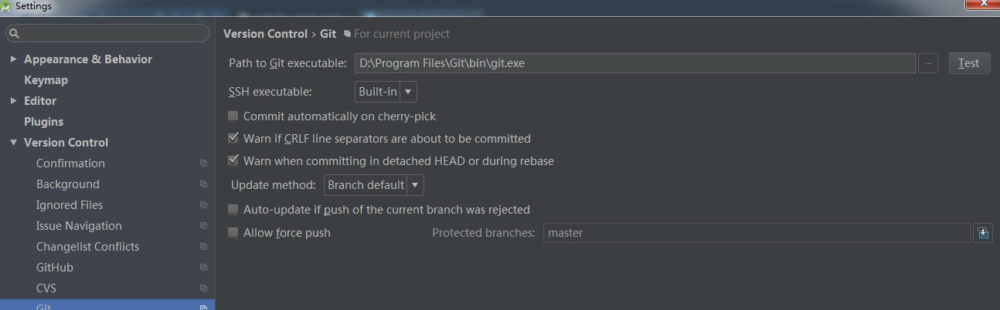 Settings
Version Control › Git For current project
Appearance & Behavior
Keymap
Editor
Plugins
Version Control
Confirmation
Background
Ignored Files
Issue Navigation
Changelist Conflicts
GitHub
CVS
Git
Path to Git executable: D:\Program Files\Git\bin\git.exe ... Test
SSH executable: Built-in
Commit automatically on cherry-pick
Warn if CRLF line separators are about to be committed
Warn when committing in detached HEAD or during rebase
Update method: Branch default
Auto-update if push of the current branch was rejected
Allow force push Protected branches: master